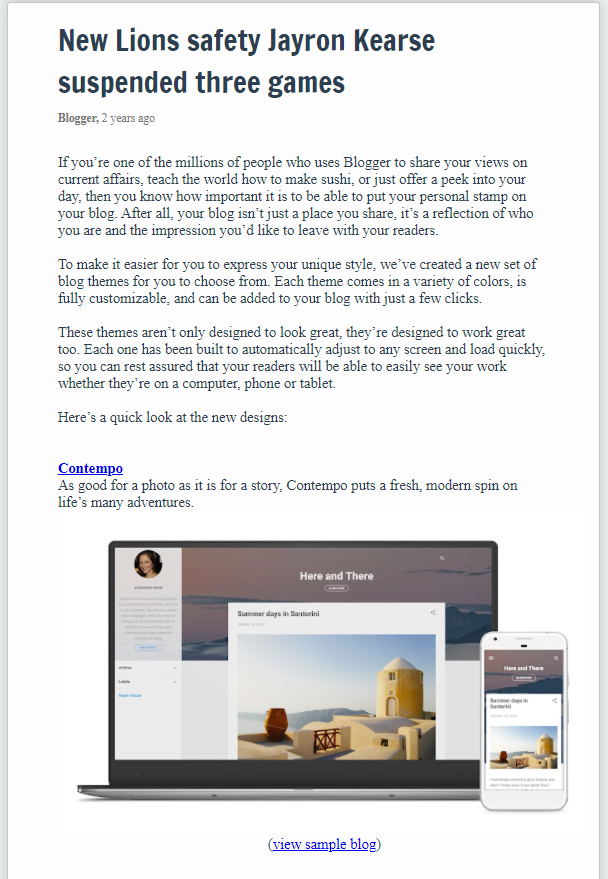 New Lions safety Jayron Kearse
suspended three games
Blogger, 2 years ago
If you’re one of the millions of people who uses Blogger to share your views on
current affairs, teach the world how to make sushi, or just offer a peek into your
day, then you know how important it is to be able to put your personal stamp on
your blog. After all, your blog isn’t just a place you share, it’s a reflection of who
you are and the impression you’d like to leave with your readers.
To make it easier for you to express your unique style, we’ve created a new set of
blog themes for you to choose from. Each theme comes in a variety of colors, is
fully customizable, and can be added to your blog with just a few clicks.
These themes aren’t only designed to look great, they’re designed to work great
too. Each one has been built to automatically adjust to any screen and load quickly,
so you can rest assured that your readers will be able to easily see your work
whether they’re on a computer, phone or tablet.
Here’s a quick look at the new designs:
Contempo
As good for a photo as it is for a story, Contempo puts a fresh, modern spin on
life’s many adventures.
Here and There
SUBSCRIBE
Summer days in Santorini
Archive
Labels
Report Abuse
Here and There
SUBSCRIBE
Summer days in
Santorini
(view sample blog)